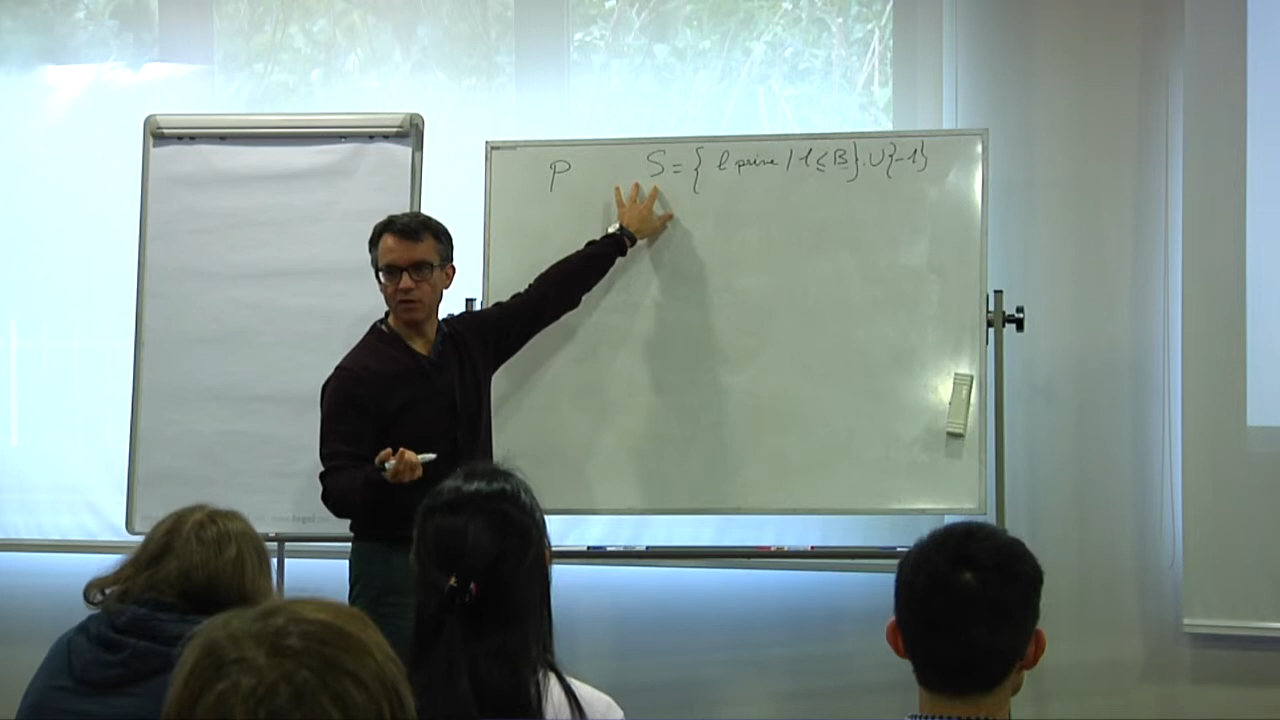 P S = { l prime / l ≤ B } ∪ {-1}